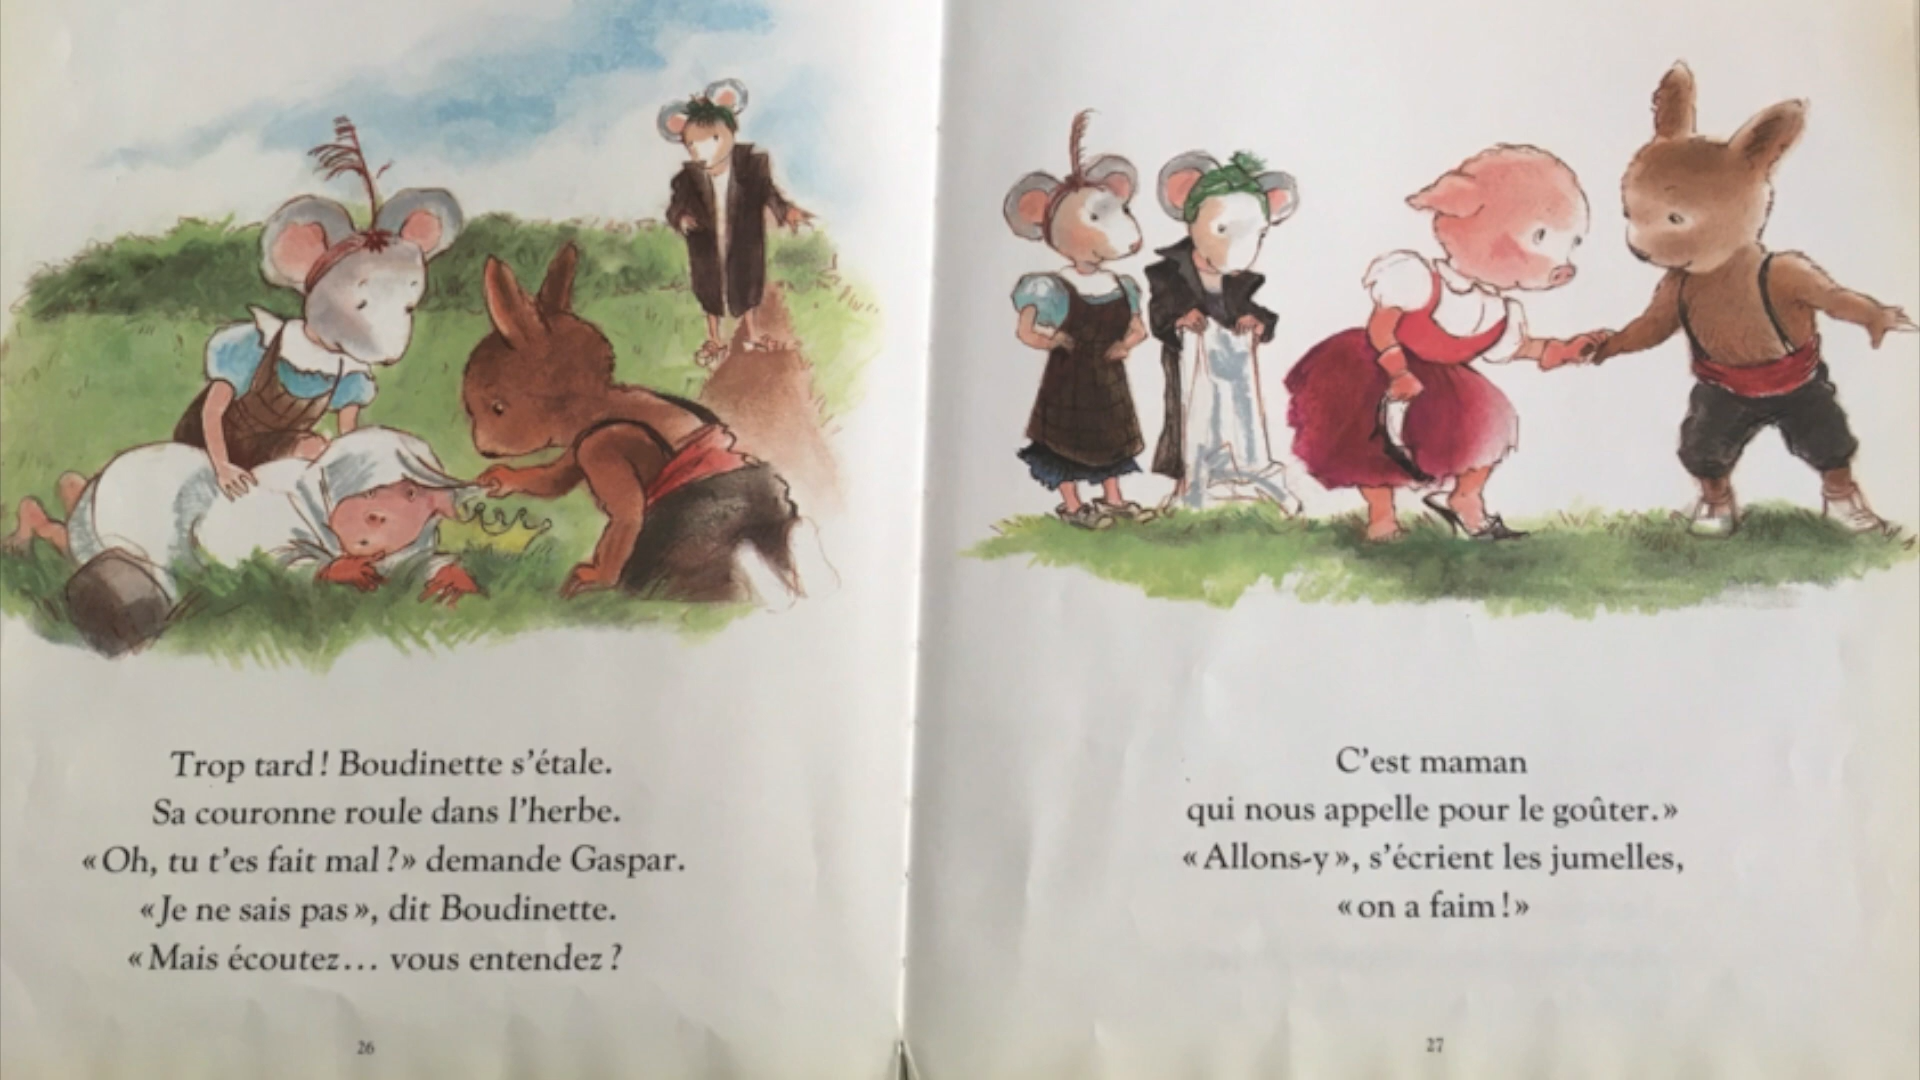 Trop tard ! Boudinette s’étale.
Sa couronne roule dans l’herbe.
« Oh, tu t’es fait mal ? » demande Gaspar.
« Je ne sais pas », dit Boudinette.
« Mais écoutez… vous entendez ?
26
C’est maman
qui nous appelle pour le goûter. »
« Allons-y », s’écrient les jumelles,
« on a faim ! »
27